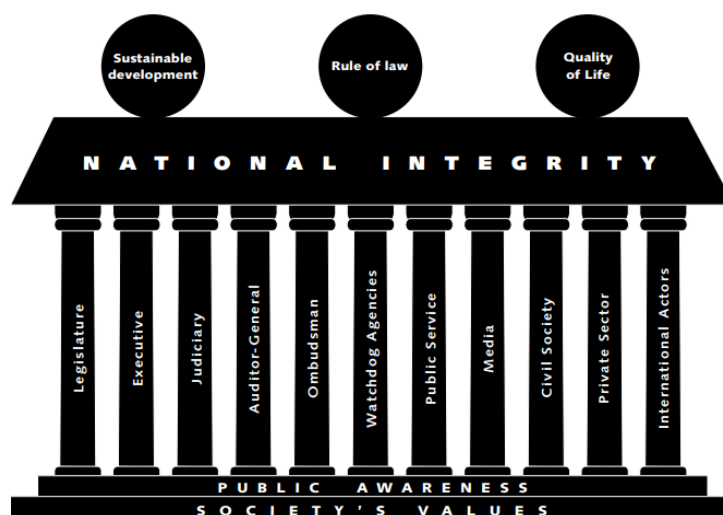 Sustainable
development
Rule of law
Quality
of Life
NATIONAL INTEGRITY
Legislature
Executive
Judiciary
Auditor-General
Ombudsman
Watchdog Agencies
Public Service
Media
Civil Society
Private Sector
International Actors
PUBLIC AWARENESS
SOCIETY'S VALUES